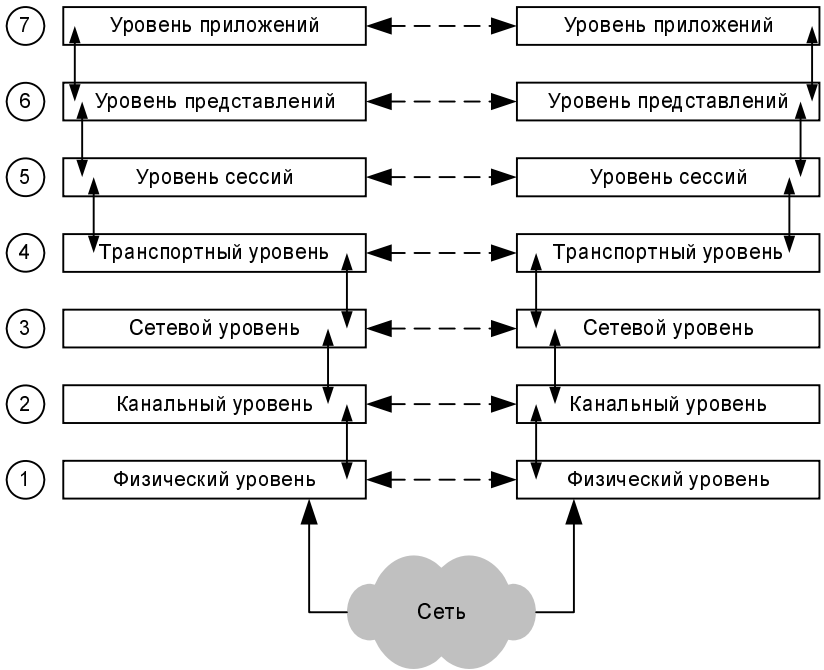 7 Уровень приложений Уровень приложений
6 Уровень представлений Уровень представлений
5 Уровень сессий Уровень сессий
4 Транспортный уровень Транспортный уровень
3 Сетевой уровень Сетевой уровень
2 Канальный уровень Канальный уровень
1 Физический уровень Физический уровень
Сеть